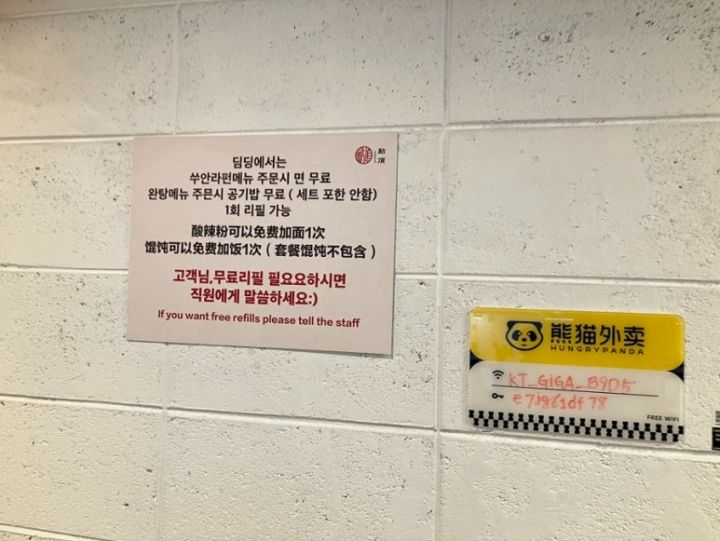 點頂
딤딤에서는
쑤안라펀메뉴 주문시 면 무료
완탕메뉴 주믄시 공기밥 무료 ( 세트 포한 안함)
1회 리필 가능
酸辣粉可以免费加面1次
馄饨可以免费加饭1次（套餐馄饨不包含）
고객님,무료리필 필요요하시면
직원에게 말씀하세요:)
If you want free refills please tell the staff
熊猫外卖
HUNGRYPANDA
KT_GiGA_B9D5
FREE WIFI